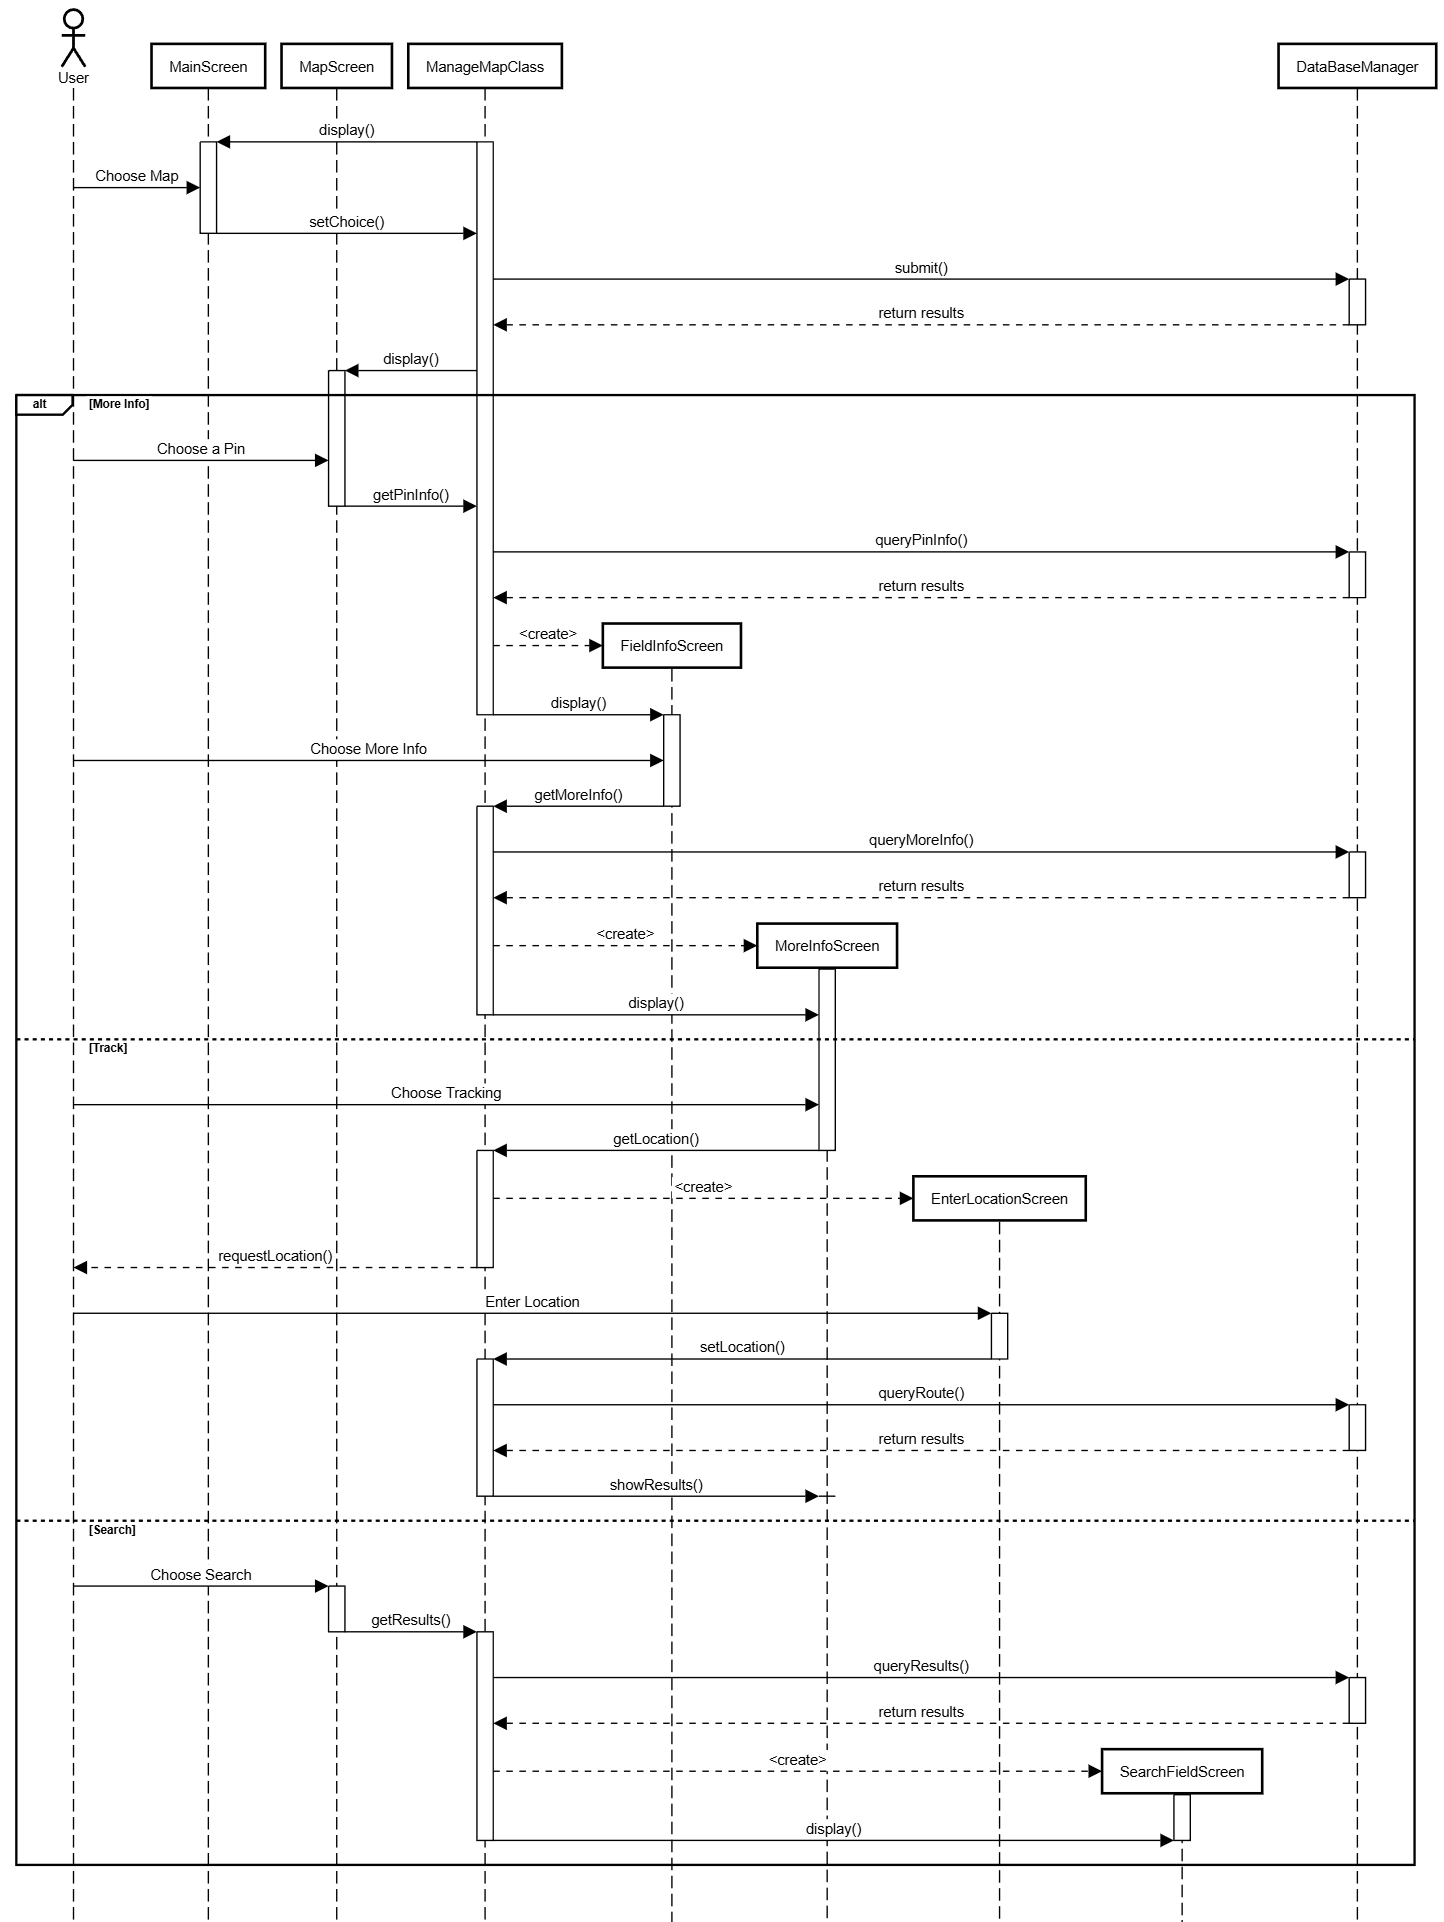 User
MainScreen
MapScreen
ManageMapClass
DataBaseManager
display()
Choose Map
setChoice()
submit()
return results
display()
alt
[More Info]
Choose a Pin
getPinInfo()
queryPinInfo()
return results
<create>
FieldInfoScreen
display()
Choose More Info
getMoreInfo()
queryMoreInfo()
return results
<create>
MoreInfoScreen
display()
[Track]
Choose Tracking
getLocation()
<create>
EnterLocationScreen
requestLocation()
Enter Location
setLocation()
queryRoute()
return results
showResults()
[Search]
Choose Search
getResults()
queryResults()
return results
<create>
SearchFieldScreen
display()